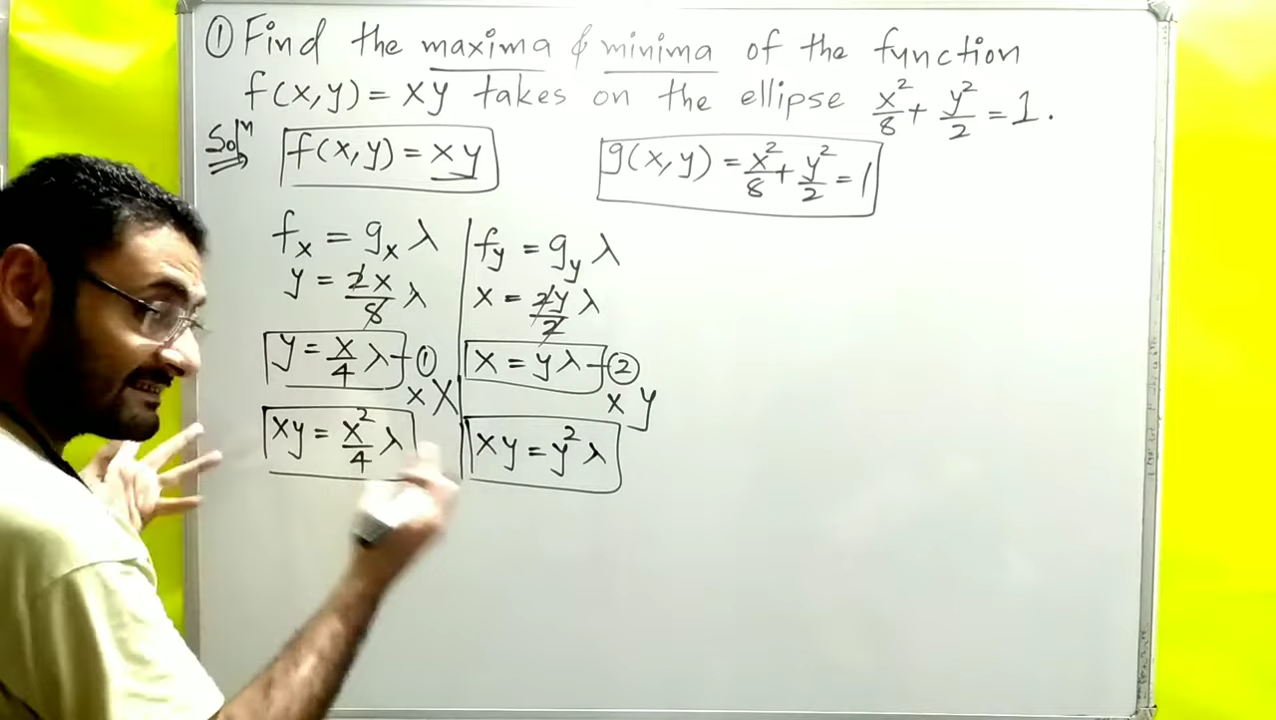 ① Find the maxima & minima of the function
f(x,y) = xy takes on the ellipse x²/8 + y²/2 = 1.
Solⁿ
f(x,y) = xy
g(x,y) = x²/8 + y²/2 = 1
fx = gx λ
y = 2x/8 λ
y = x/4 λ - ①
× X
xy = x²/4 λ
fy = gy λ
x = 2y/2 λ
x = yλ - ②
× y
xy = y² λ